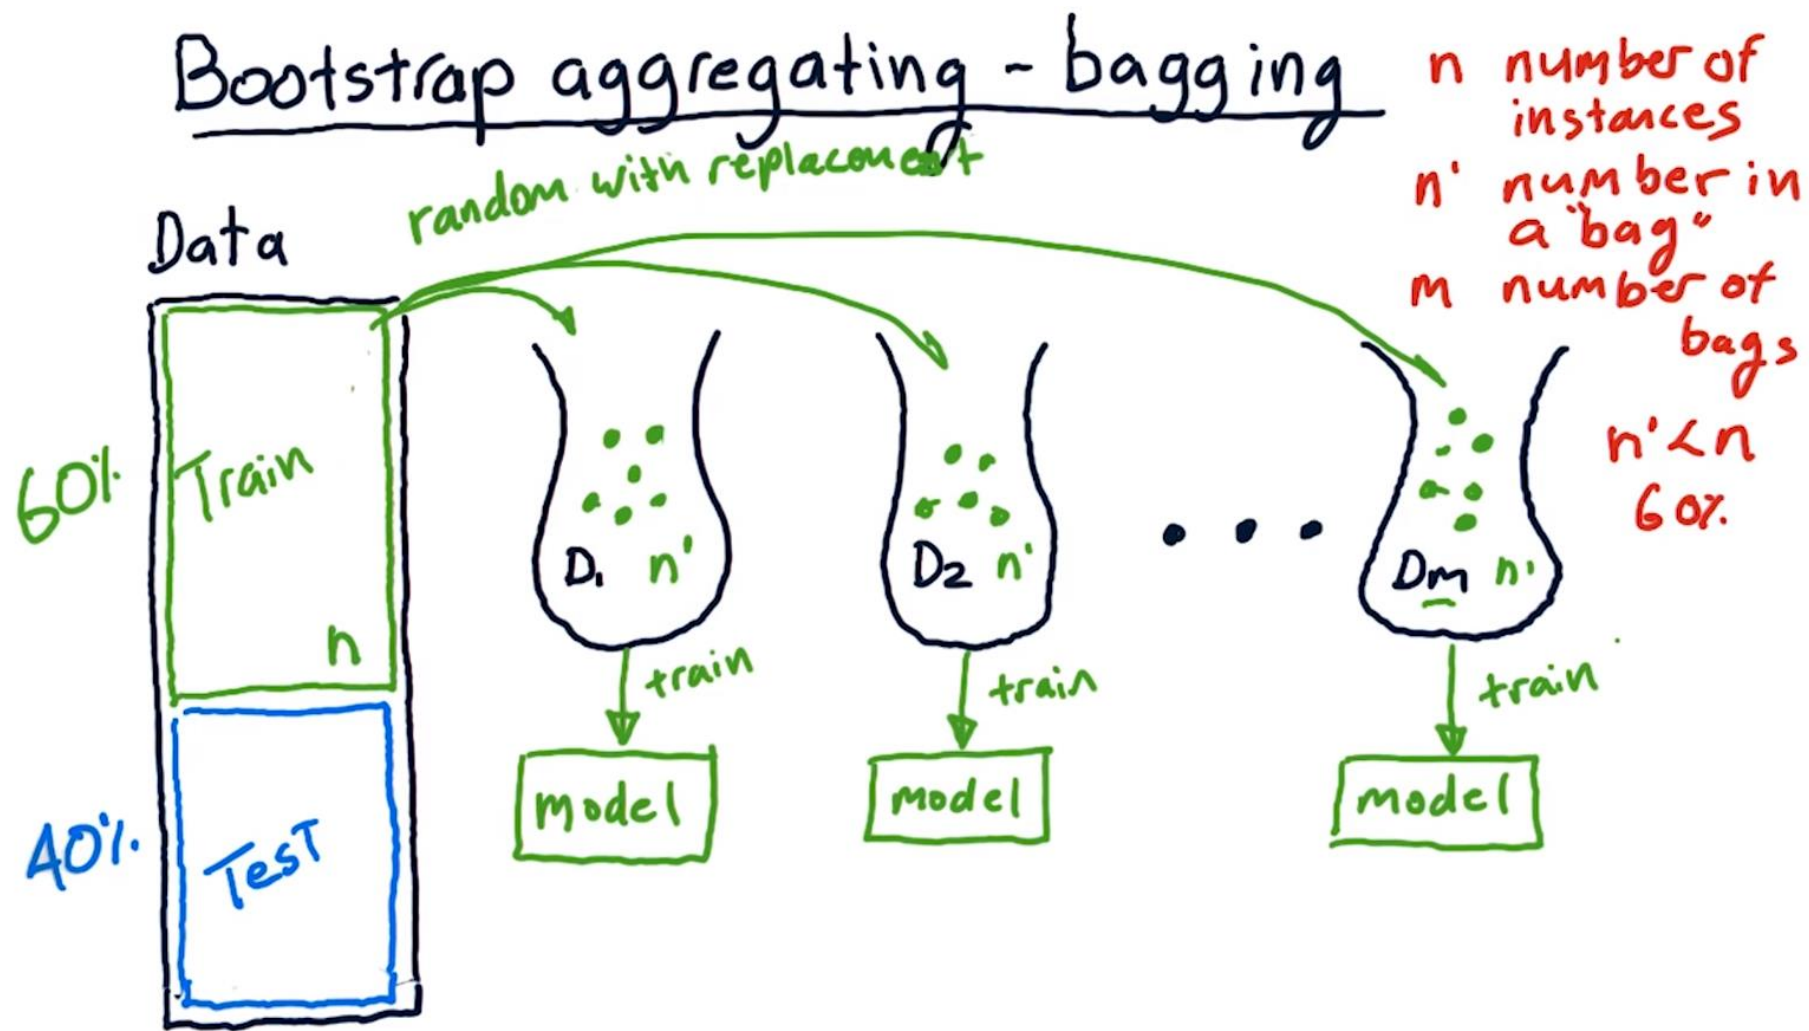 Bootstrap aggregating - bagging
random with replacement
Data
60%
Train
n
40%
Test
D1 n'
D2 n'
Dm n'
train
train
train
model
model
model
n number of
instances
n' number in
a "bag"
m number of
bags
n' < n
60%